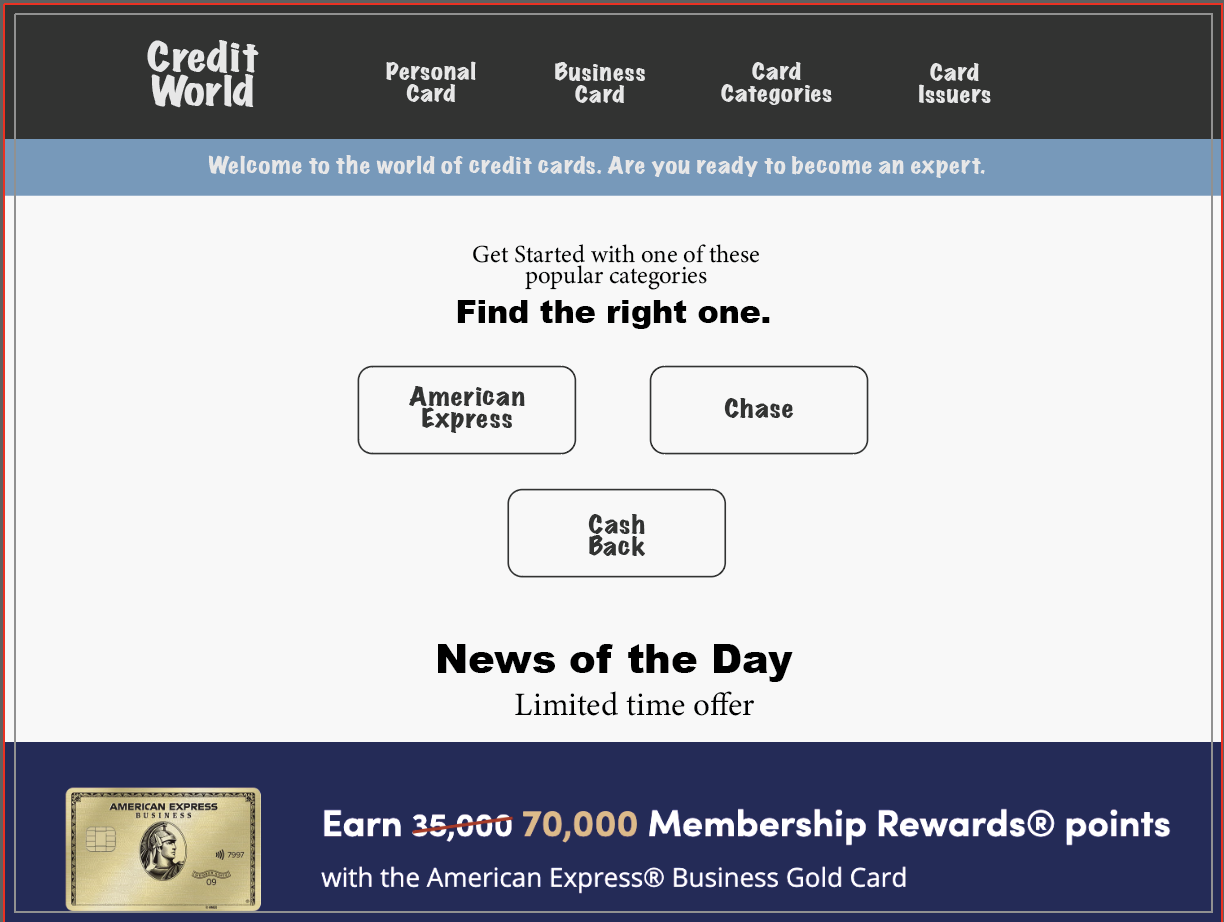 Credit
World
Personal
Card
Business
Card
Card
Categories
Card
Issuers
Welcome to the world of credit cards. Are you ready to become an expert.
Get Started with one of these
popular categories
Find the right one.
American
Express
Chase
Cash
Back
News of the Day
Limited time offer
AMERICAN EXPRESS
BUSINESS
7997
09
Earn 35,000 70,000 Membership Rewards® points
with the American Express® Business Gold Card